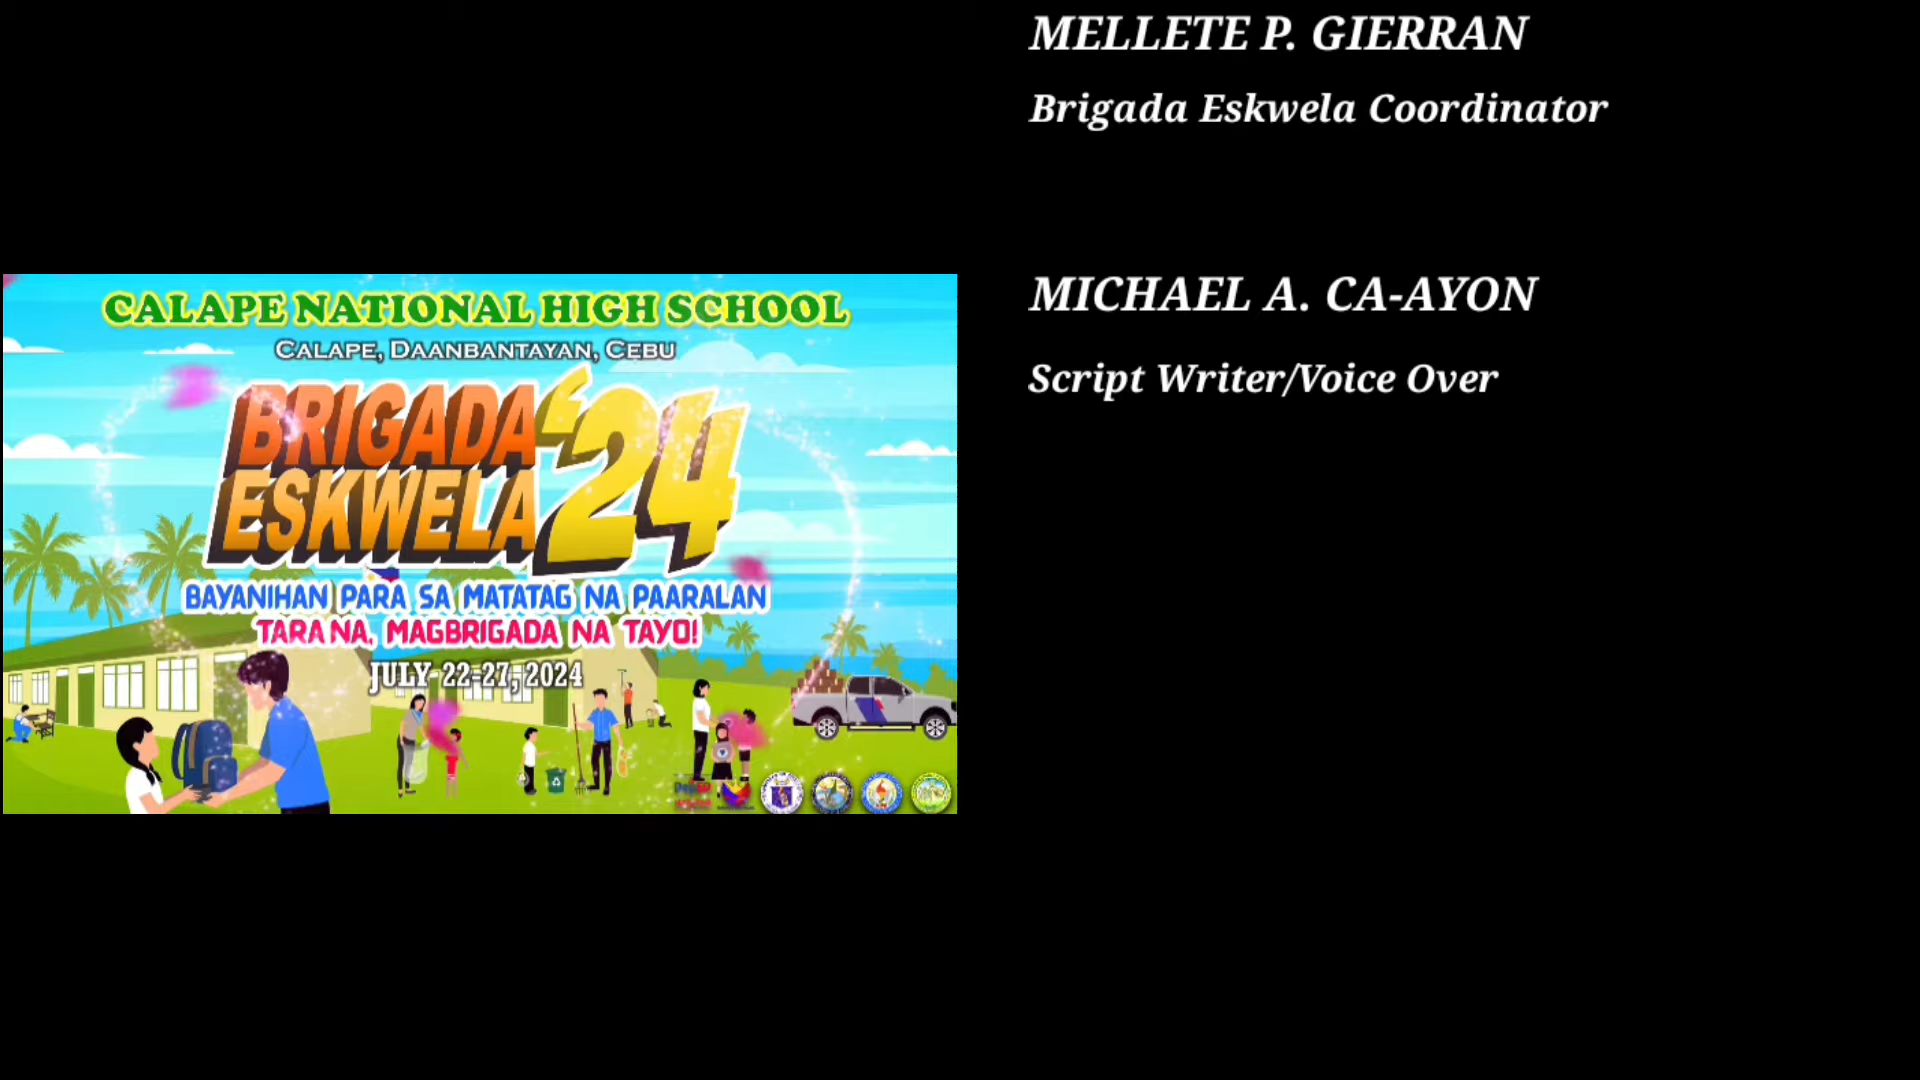 MELLETE P. GIERRAN
Brigada Eskwela Coordinator
MICHAEL A. CA-AYON
Script Writer/Voice Over
CALAPE NATIONAL HIGH SCHOOL
CALAPE, DAANBANTAYAN, CEBU
BRIGADA
ESKWELA
‘24
BAYANIHAN PARA SA MATATAG NA PAARALAN
TARA NA, MAGBRIGADA NA TAYO!
JULY 22-27, 2024